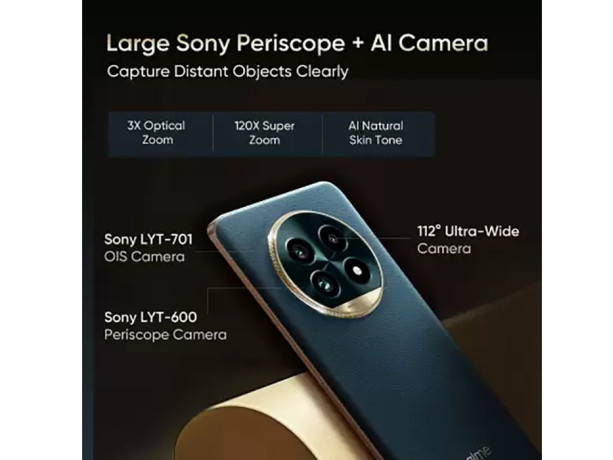 Large Sony Periscope + AI Camera
Capture Distant Objects Clearly
3X Optical
Zoom
120X Super
Zoom
AI Natural
Skin Tone
Sony LYT-701
OIS Camera
112° Ultra-Wide
Camera
Sony LYT-600
Periscope Camera